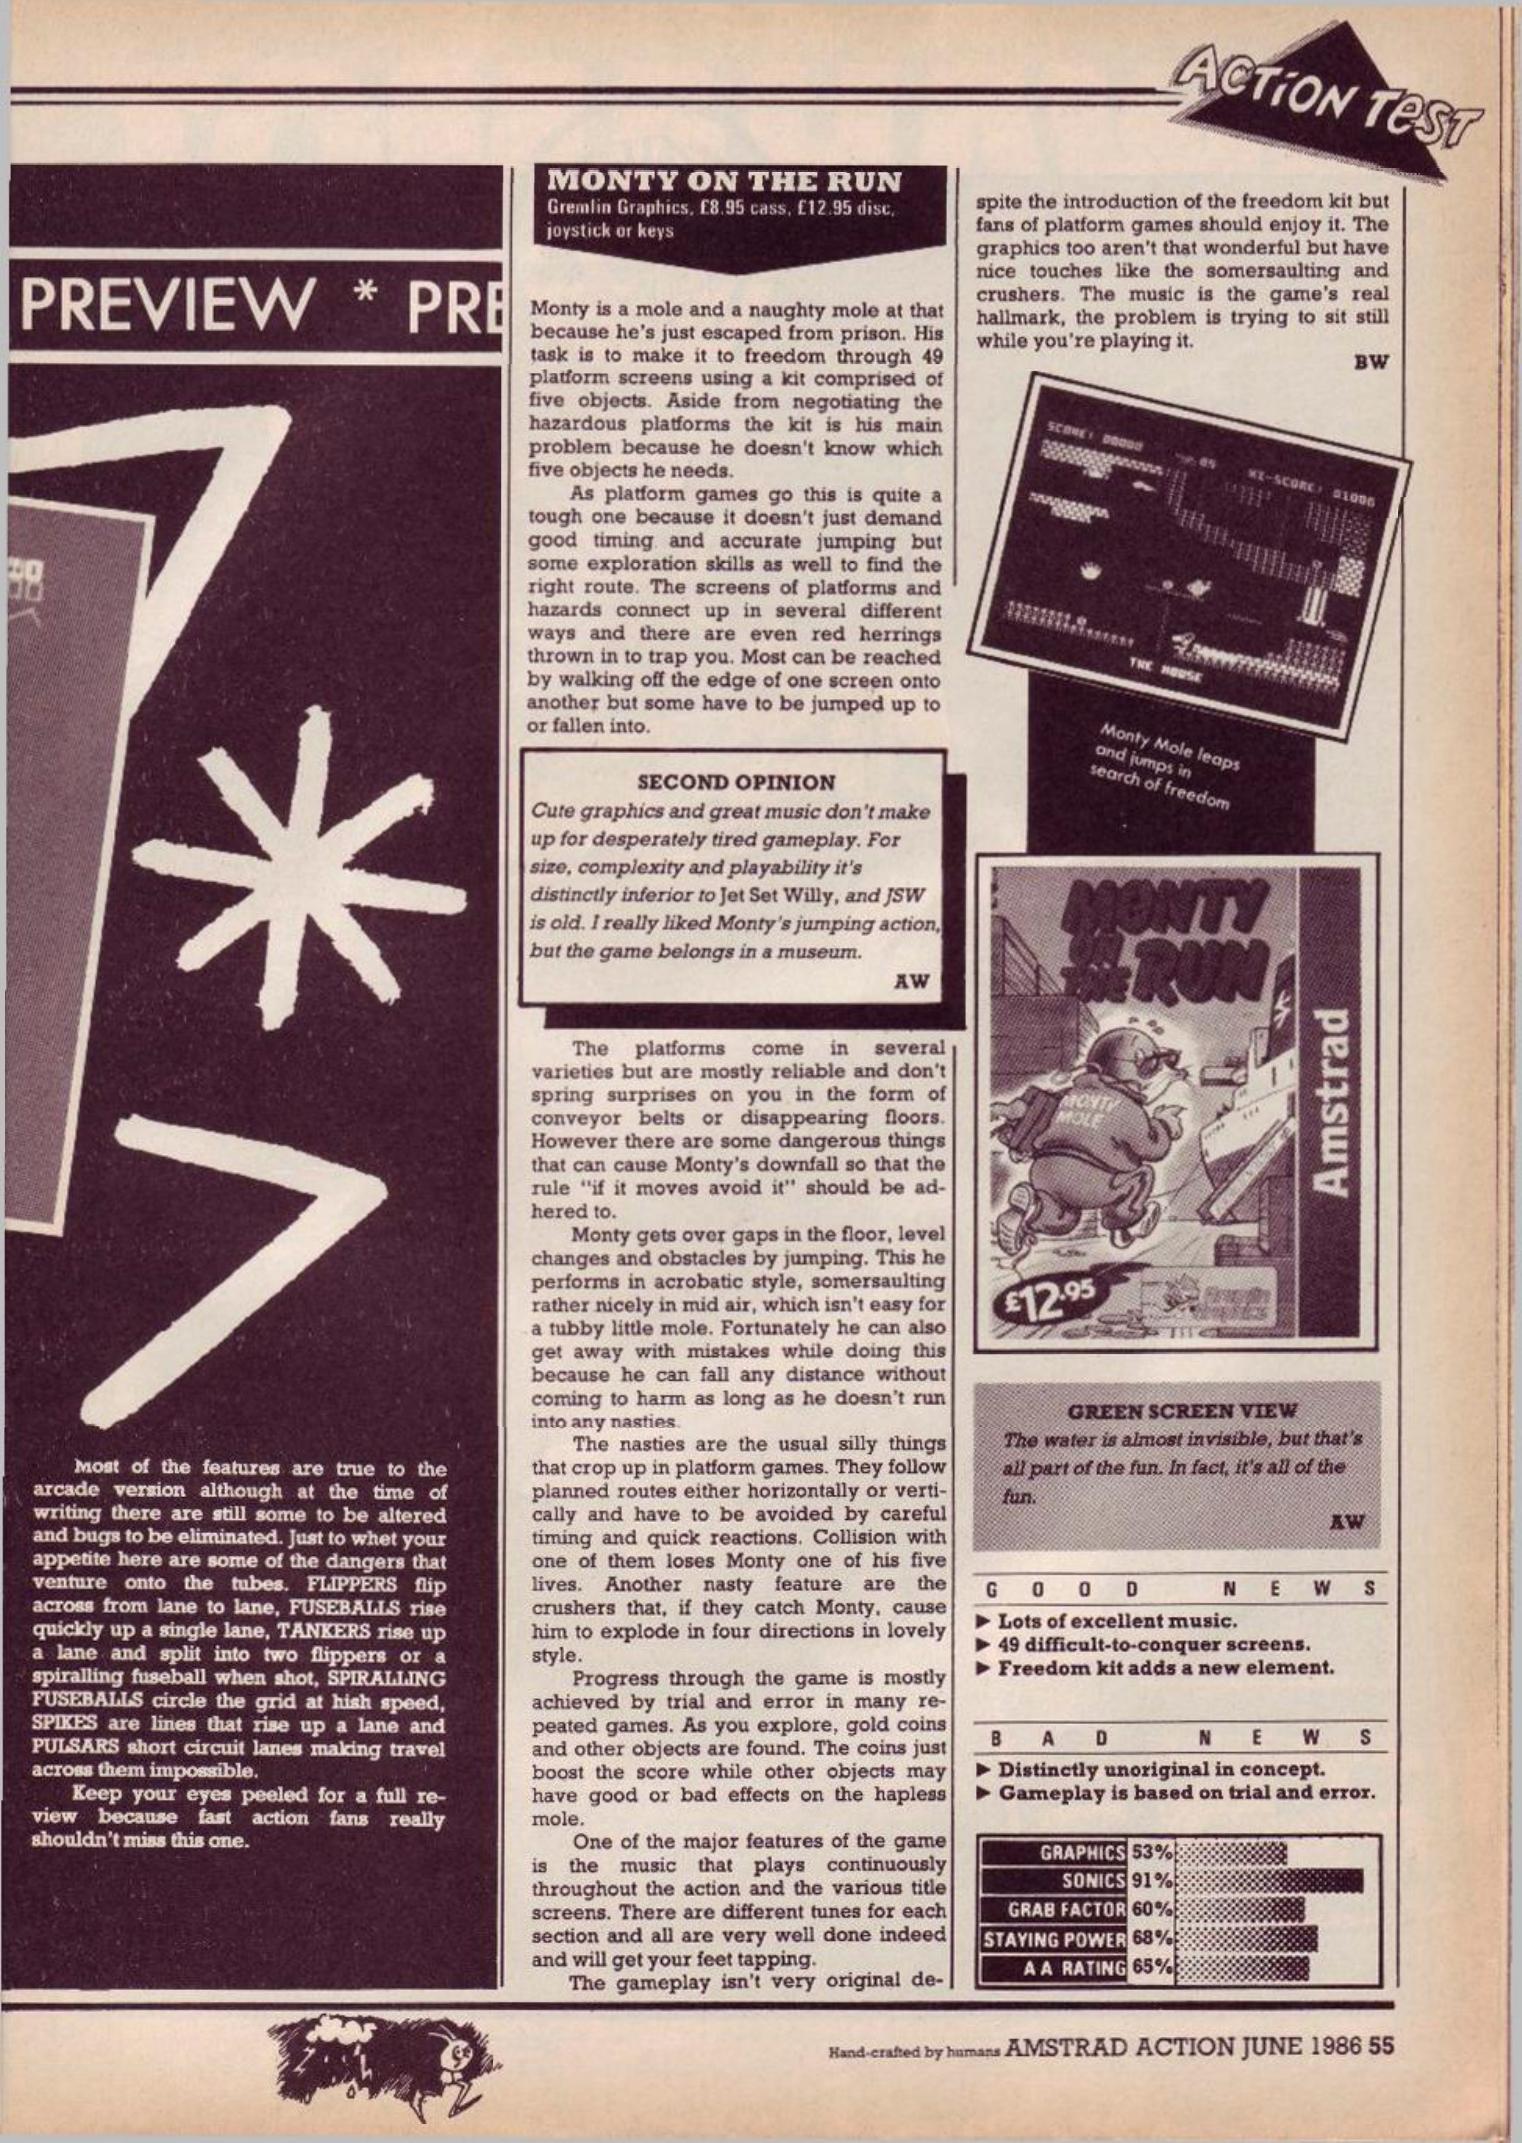 ACTION TEST
PREVIEW * PRE
Most of the features are true to the
arcade version although at the time of
writing there are still some to be altered
and bugs to be eliminated. Just to whet your
appetite here are some of the dangers that
venture onto the tubes. FLIPPERS flip
across from lane to lane, FUSEBALLS rise
quickly up a single lane, TANKERS rise up
a lane and split into two flippers or a
spiralling fuseball when shot, SPIRALLING
FUSEBALLS circle the grid at hish speed,
SPIKES are lines that rise up a lane and
PULSARS short circuit lanes making travel
across them impossible.
Keep your eyes peeled for a full re-
view because fast action fans really
shouldn't miss this one.
MONTY ON THE RUN
Gremlin Graphics, £8.95 cass, £12.95 disc,
joystick or keys
Monty is a mole and a naughty mole at that
because he's just escaped from prison. His
task is to make it to freedom through 49
platform screens using a kit comprised of
five objects. Aside from negotiating the
hazardous platforms the kit is his main
problem because he doesn't know which
five objects he needs.
As platform games go this is quite a
tough one because it doesn't just demand
good timing and accurate jumping but
some exploration skills as well to find the
right route. The screens of platforms and
hazards connect up in several different
ways and there are even red herrings
thrown in to trap you. Most can be reached
by walking off the edge of one screen onto
another but some have to be jumped up to
or fallen into.
SECOND OPINION
Cute graphics and great music don't make
up for desperately tired gameplay. For
size, complexity and playability it's
distinctly inferior to Jet Set Willy, and JSW
is old. I really liked Monty's jumping action,
but the game belongs in a museum.
AW
The platforms come in several
varieties but are mostly reliable and don't
spring surprises on you in the form of
conveyor belts or disappearing floors.
However there are some dangerous things
that can cause Monty's downfall so that the
rule "if it moves avoid it" should be ad-
hered to.
Monty gets over gaps in the floor, level
changes and obstacles by jumping. This he
performs in acrobatic style, somersaulting
rather nicely in mid air, which isn't easy for
a tubby little mole. Fortunately he can also
get away with mistakes while doing this
because he can fall any distance without
coming to harm as long as he doesn't run
into any nasties.
The nasties are the usual silly things
that crop up in platform games. They follow
planned routes either horizontally or verti-
cally and have to be avoided by careful
timing and quick reactions. Collision with
one of them loses Monty one of his five
lives. Another nasty feature are the
crushers that, if they catch Monty, cause
him to explode in four directions in lovely
style.
Progress through the game is mostly
achieved by trial and error in many re-
peated games. As you explore, gold coins
and other objects are found. The coins just
boost the score while other objects may
have good or bad effects on the hapless
mole.
One of the major features of the game
is the music that plays continuously
throughout the action and the various title
screens. There are different tunes for each
section and all are very well done indeed
and will get your feet tapping.
The gameplay isn't very original de-
spite the introduction of the freedom kit but
fans of platform games should enjoy it. The
graphics too aren't that wonderful but have
nice touches like the somersaulting and
crushers. The music is the game's real
hallmark, the problem is trying to sit still
while you're playing it.
BW
SCORE: 00000 05 HI-SCORE: 01000
THE HOUSE
Monty Mole leaps
and jumps in
search of freedom
MONTY
ON
THE RUN
MONTY
MOLE
Amstrad
£12.95
Gremlin
Graphics
GREEN SCREEN VIEW
The water is almost invisible, but that's
all part of the fun. In fact, it's all of the
fun.
AW
GOOD NEWS
▶ Lots of excellent music.
▶ 49 difficult-to-conquer screens.
▶ Freedom kit adds a new element.
BAD NEWS
▶ Distinctly unoriginal in concept.
▶ Gameplay is based on trial and error.
GRAPHICS 53%
SONICS 91%
GRAB FACTOR 60%
STAYING POWER 68%
A A RATING 65%
Hand-crafted by humans AMSTRAD ACTION JUNE 1986 55